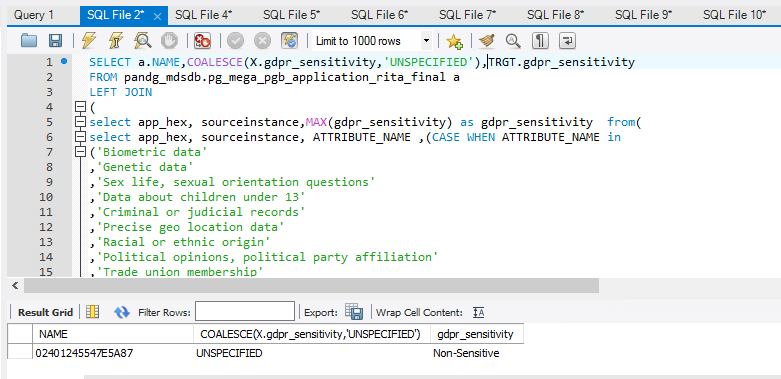 Query 1 SQL File 2* SQL File 4* SQL File 5* SQL File 6* SQL File 7* SQL File 8* SQL File 9* SQL File 10*
Limit to 1000 rows
1 SELECT a.NAME,COALESCE(X.gdpr_sensitivity,'UNSPECIFIED'),TRGT.gdpr_sensitivity
2 FROM pandg_mdsdb.pg_mega_pgb_application_rita_final a
3 LEFT JOIN
4 (
5 select app_hex, sourceinstance,MAX(gdpr_sensitivity) as gdpr_sensitivity from(
6 select app_hex, sourceinstance, ATTRIBUTE_NAME ,(CASE WHEN ATTRIBUTE_NAME in
7 ('Biometric data'
8 ,'Genetic data'
9 ,'Sex life, sexual orientation questions'
10 ,'Data about children under 13'
11 ,'Criminal or judicial records'
12 ,'Precise geo location data'
13 ,'Racial or ethnic origin'
14 ,'Political opinions, political party affiliation'
15 ,'Trade union membership'
Result Grid Filter Rows: Export: Wrap Cell Content: IA
NAME COALESCE(X.gdpr_sensitivity,'UNSPECIFIED') gdpr_sensitivity
02401245547E5A87 UNSPECIFIED Non-Sensitive